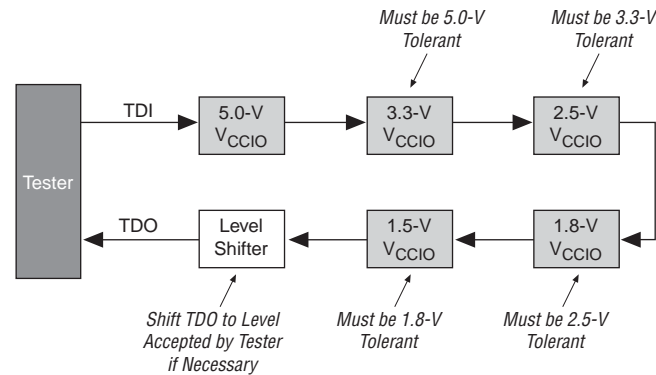 Must be 5.0-V
Tolerant
Must be 3.3-V
Tolerant
Tester
TDI
5.0-V
VCCIO
3.3-V
VCCIO
2.5-V
VCCIO
TDO
Level
Shifter
1.5-V
VCCIO
1.8-V
VCCIO
Shift TDO to Level
Accepted by Tester
if Necessary
Must be 1.8-V
Tolerant
Must be 2.5-V
Tolerant